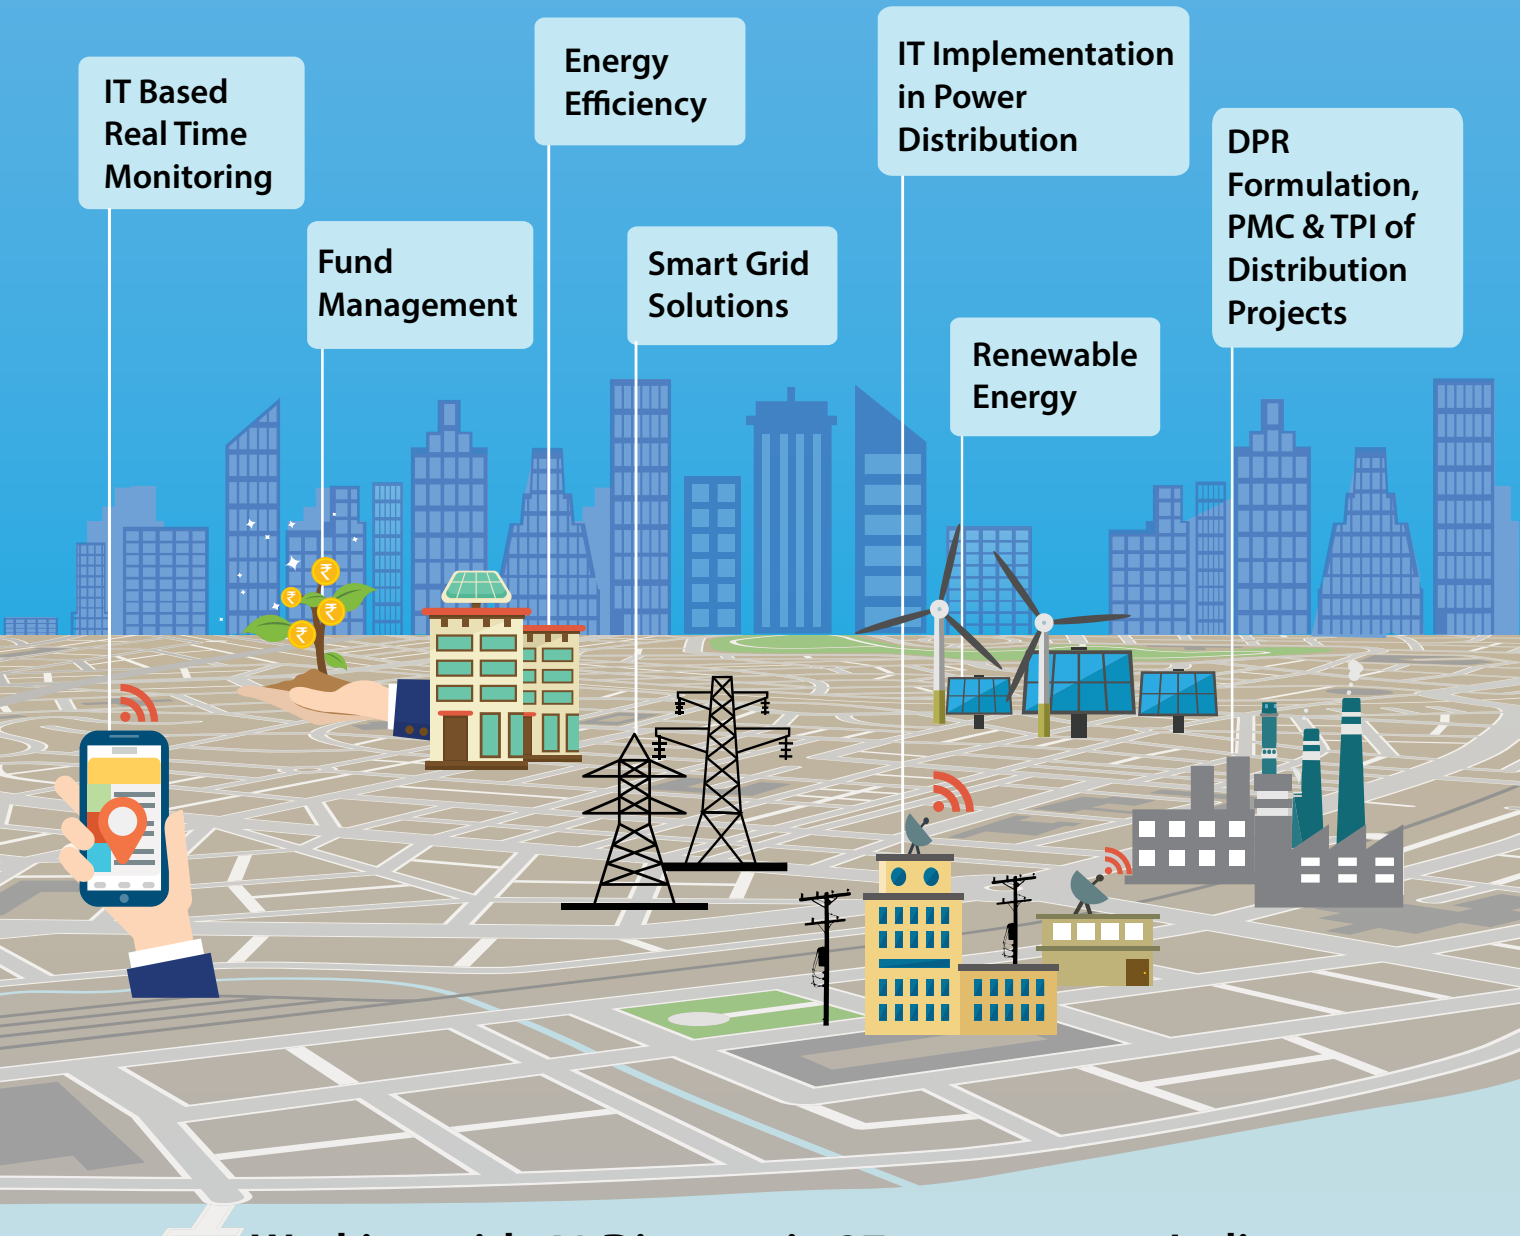 IT Based
Real Time
Monitoring
Fund
Management
Energy
Efficiency
Smart Grid
Solutions
IT Implementation
in Power
Distribution
Renewable
Energy
DPR
Formulation,
PMC & TPI of
Distribution
Projects
₹
₹
₹
₹